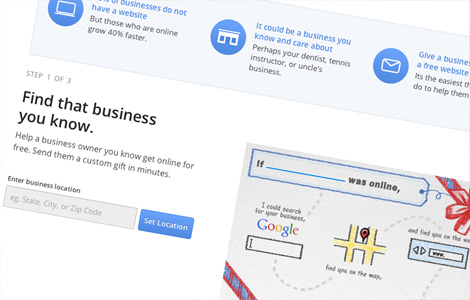 of businesses do not
have a website
But those who are online
grow 40% faster.
It could be a business you
know and care about
Perhaps your dentist, tennis
instructor, or uncle's
business.
Give a business
a free website
Its the easiest th
do to help them
STEP 1 OF 3
Find that business
you know.
Help a business owner you know get online for
free. Send them a custom gift in minutes.
Enter business location
eg. State, City, or Zip Code
Set Location
If was online,
I could search
for your business,
Google
find you on the map,
and find you on the we
www.